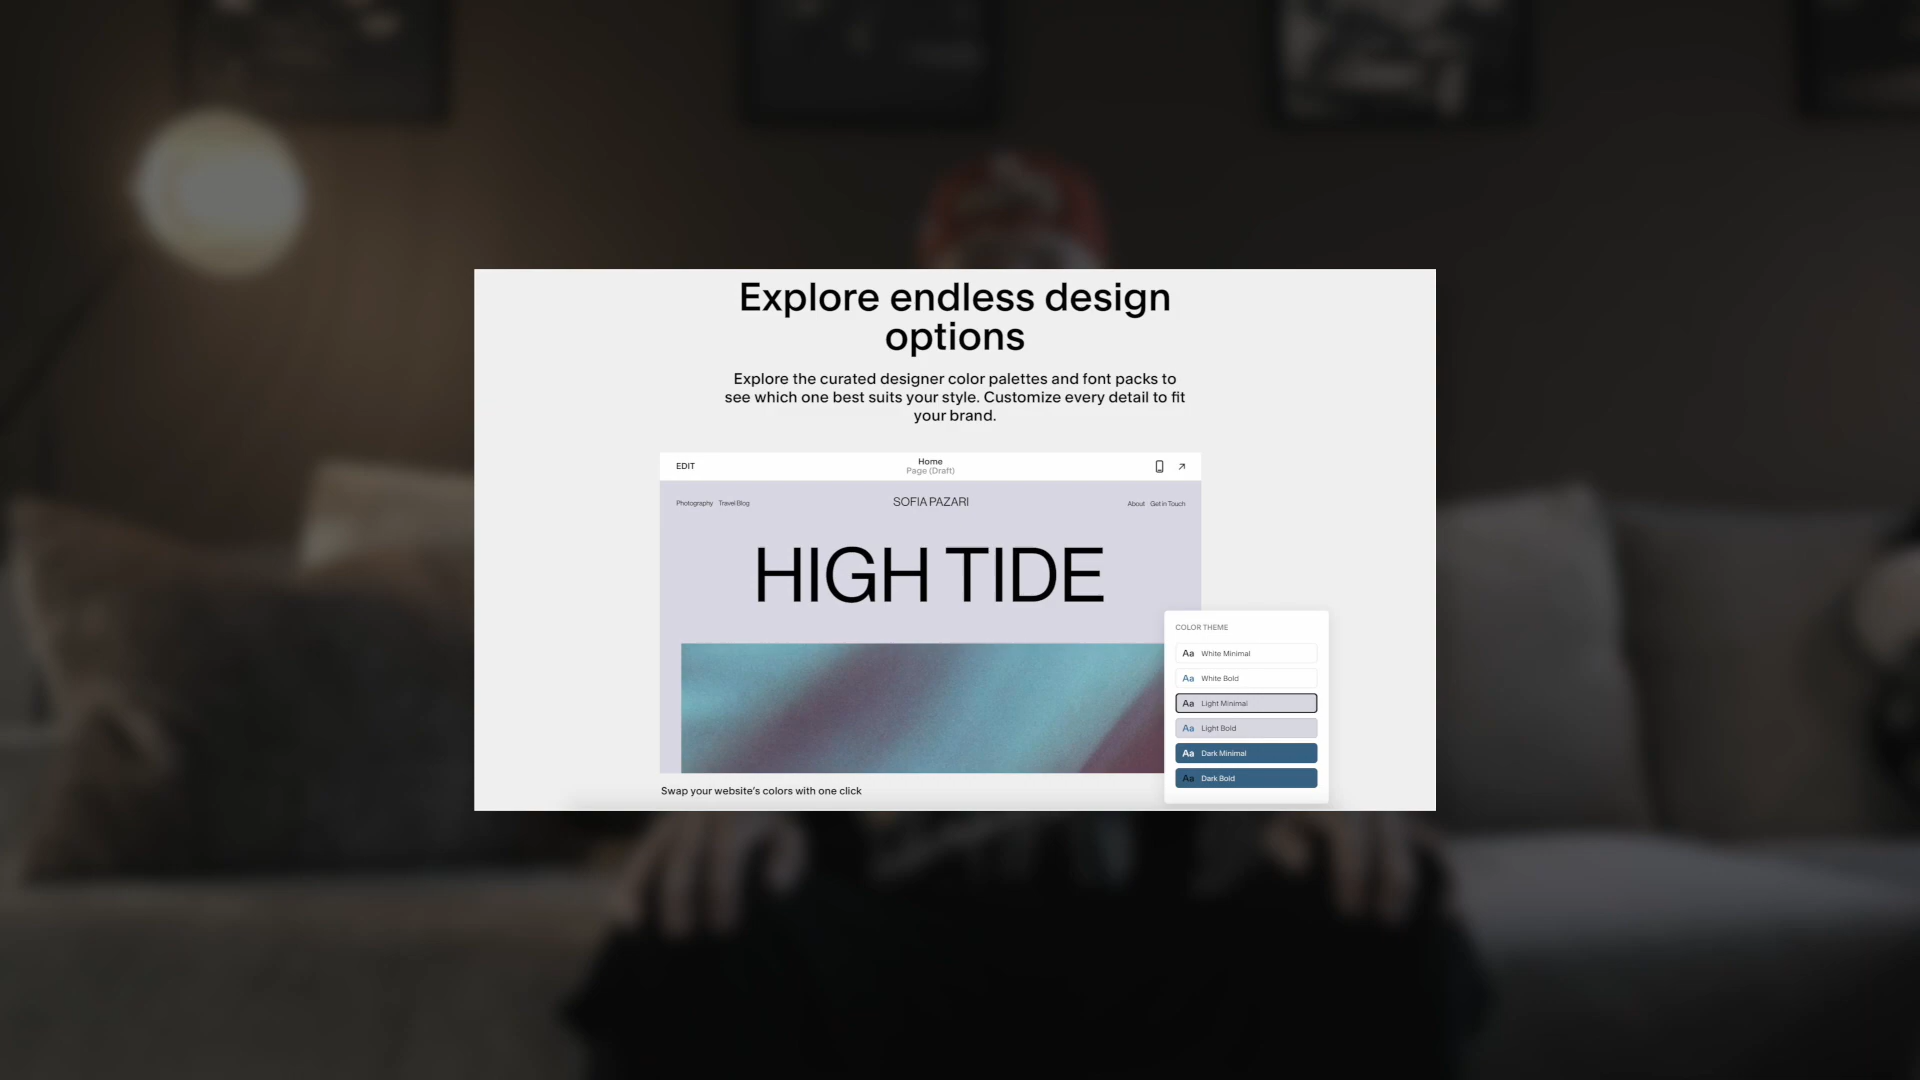 Explore endless design
options
Explore the curated designer color palettes and font packs to
see which one best suits your style. Customize every detail to fit
your brand.
EDIT
Home
Page (Draft)
Photography Travel Blog
SOFIA PAZARI
About Get in Touch
HIGH TIDE
COLOR THEME
Aa White Minimal
Aa White Bold
Aa Light Minimal
Aa Light Bold
Aa Dark Minimal
Aa Dark Bold
Swap your website's colors with one click